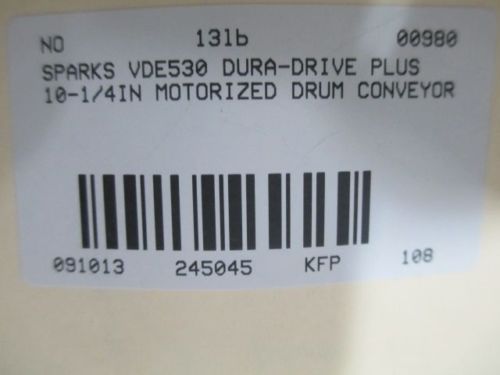 NO 13lb 00980
SPARKS VDE530 DURA-DRIVE PLUS
10-1/4IN MOTORIZED DRUM CONVEYOR
091013 245045 KFP 108